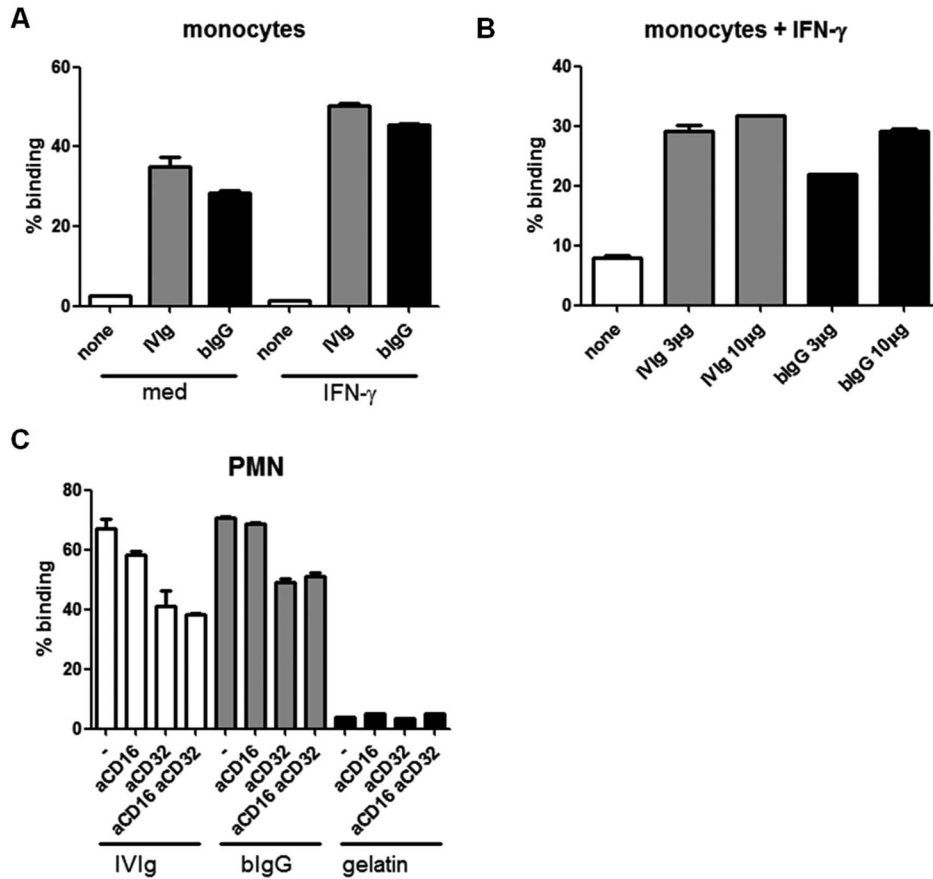 A
monocytes
% binding
60
40
20
0
none
IVIg
bIgG
none
IVIg
bIgG
med
IFN-γ
B
monocytes + IFN-γ
% binding
40
30
20
10
0
none
IVIg 3μg
IVIg 10μg
bIgG 3μg
bIgG 10μg
C
PMN
% binding
80
60
40
20
0
-
aCD16
aCD32
aCD16 aCD32
-
aCD16
aCD32
aCD16 aCD32
-
aCD16
aCD32
aCD16 aCD32
IVIg
bIgG
gelatin